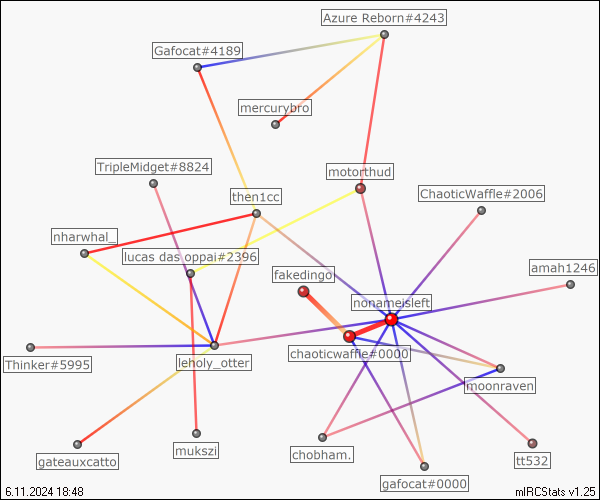 Azure Reborn#4243
Gafocat#4189
mercurybro
TripleMidget#8824
motorthud
then1cc
ChaoticWaffle#2006
nharwhal_
lucas das oppai#2396
fakedingo
amah1246
nonameisleft
chaoticwaffle#0000
Thinker#5995
leholy_otter
moonraven
gateauxcatto
mukszi
chobham.
tt532
gafocat#0000
6.11.2024 18:48
mIRCStats v1.25